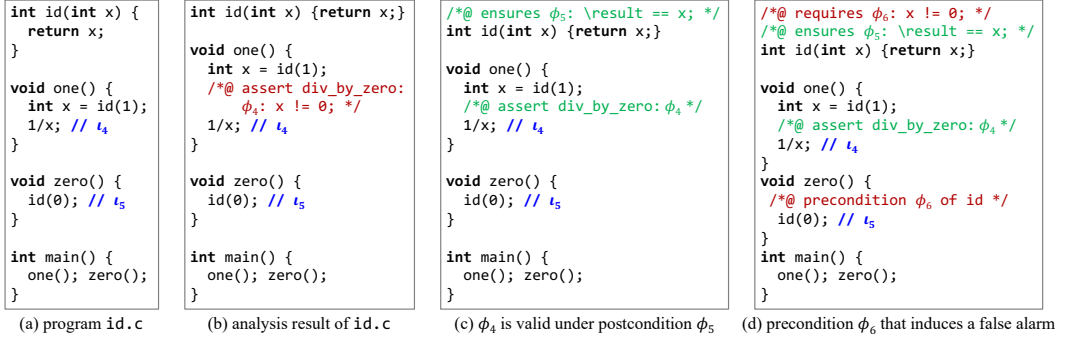 int id(int x) {
  return x;
}

void one() {
  int x = id(1);
  1/x; // ι₄
}

void zero() {
  id(0); // ι₅
}

int main() {
  one(); zero();
}
(a) program id.c
int id(int x) {return x;}

void one() {
  int x = id(1);
  /*@ assert div_by_zero:
      ϕ₄: x != 0; */
  1/x; // ι₄
}

void zero() {
  id(0); // ι₅
}

int main() {
  one(); zero();
}
(b) analysis result of id.c
/*@ ensures ϕ₅: \result == x; */
int id(int x) {return x;}

void one() {
  int x = id(1);
  /*@ assert div_by_zero: ϕ₄ */
  1/x; // ι₄
}

void zero() {
  id(0); // ι₅
}

int main() {
  one(); zero();
}
(c) ϕ₄ is valid under postcondition ϕ₅
/*@ requires ϕ₆: x != 0; */
/*@ ensures ϕ₅: \result == x; */
int id(int x) {return x;}

void one() {
  int x = id(1);
  /*@ assert div_by_zero: ϕ₄ */
  1/x; // ι₄
}
void zero() {
 /*@ precondition ϕ₆ of id */
  id(0); // ι₅
}
int main() {
  one(); zero();
}
(d) precondition ϕ₆ that induces a false alarm